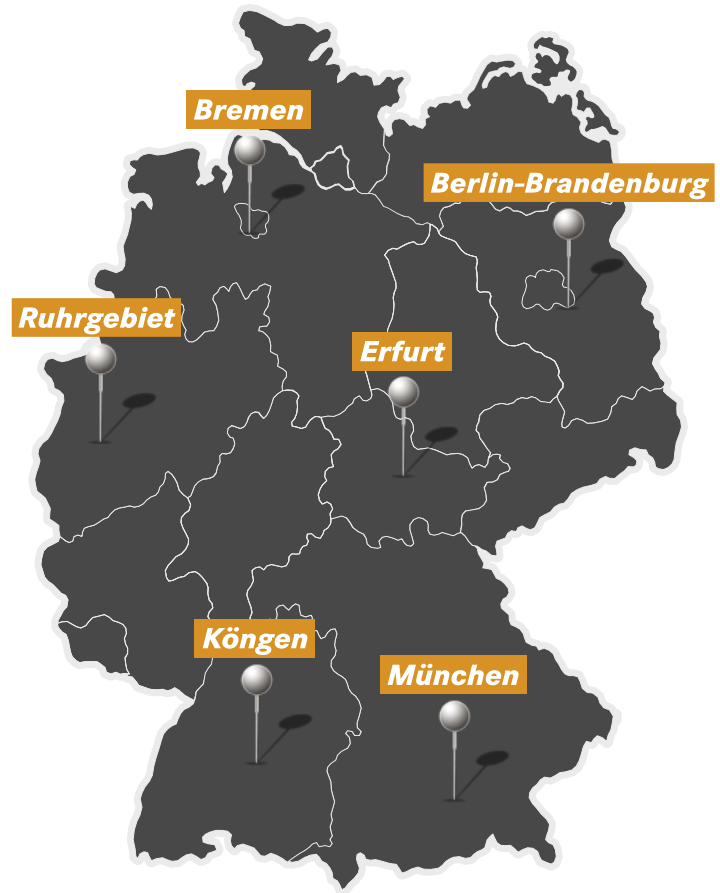 Bremen
Berlin-Brandenburg
Ruhrgebiet
Erfurt
Köngen
München